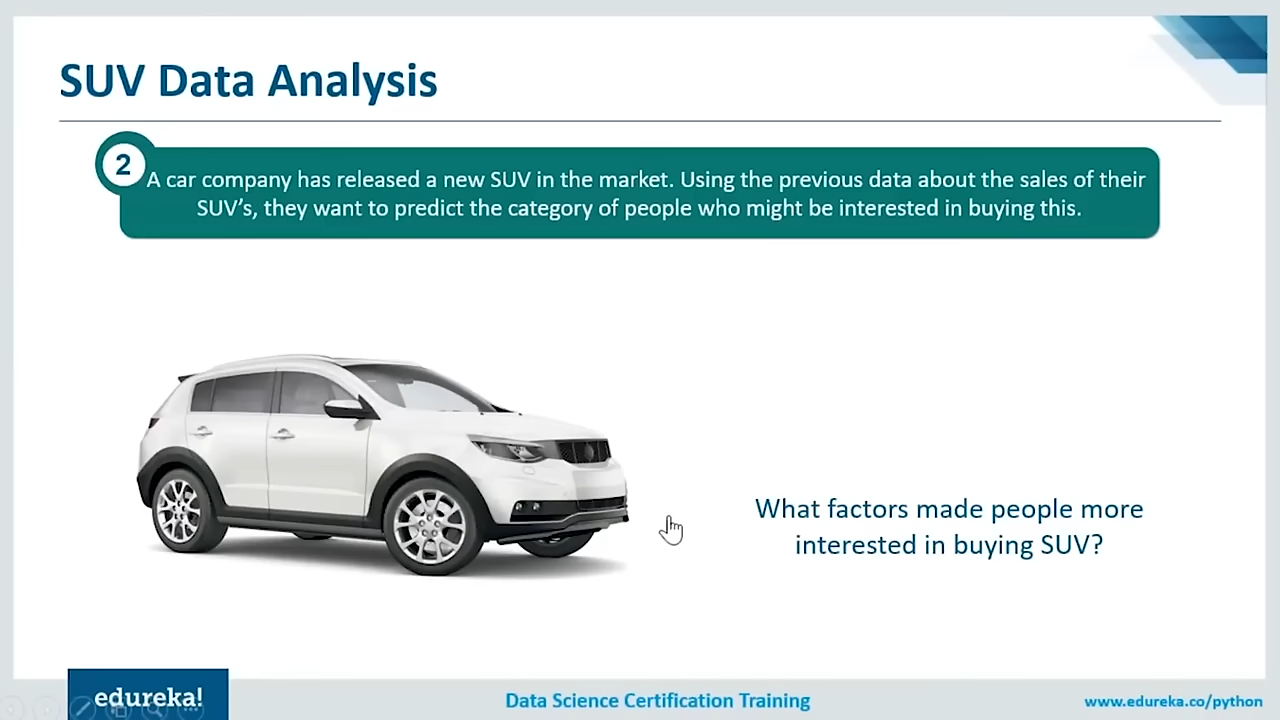 SUV Data Analysis
2
A car company has released a new SUV in the market. Using the previous data about the sales of their
SUV's, they want to predict the category of people who might be interested in buying this.
What factors made people more
interested in buying SUV?
edureka!
Data Science Certification Training
www.edureka.co/python